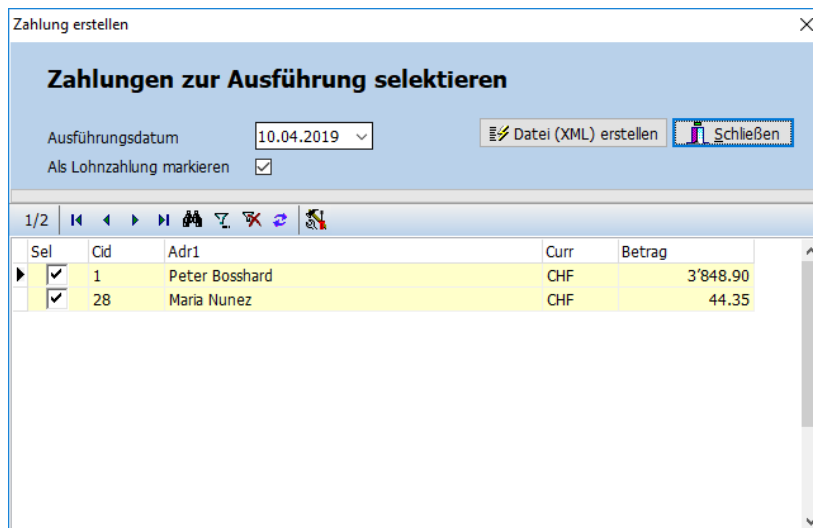 Zahlung erstellen
Zahlungen zur Ausführung selektieren
Ausführungsdatum 10.04.2019 Datei (XML) erstellen Schließen
Als Lohnzahlung markieren
1/2
Sel Cid Adr1 Curr Betrag
1 Peter Bosshard CHF 3’848.90
28 Maria Nunez CHF 44.35